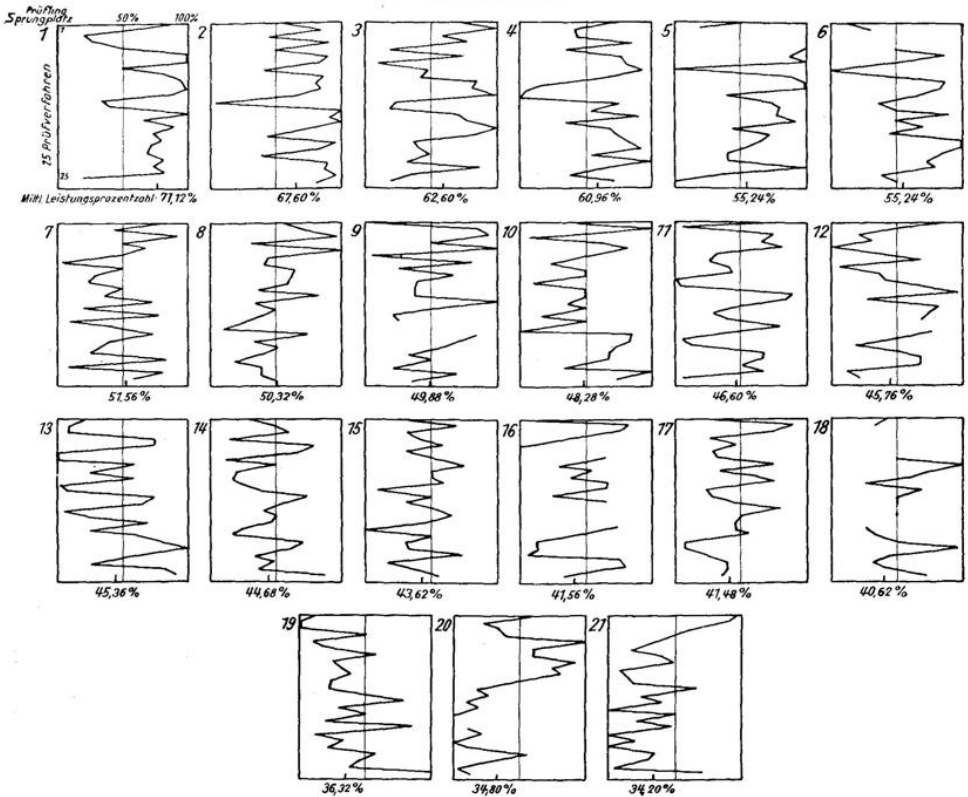 Prüfling
Sprungplatz
50% 100%
1 2 3 4 5 6
1
25 Prüfverfahren
25
Mittl. Leistungsprozentzahl: 71,12% 67,60% 62,60% 60,96% 55,24% 55,24%
7 8 9 10 11 12
51,56% 50,32% 49,88% 48,28% 46,60% 45,76%
13 14 15 16 17 18
45,36% 44,68% 43,62% 41,56% 41,48% 40,62%
19 20 21
36,32% 34,80% 34,20%